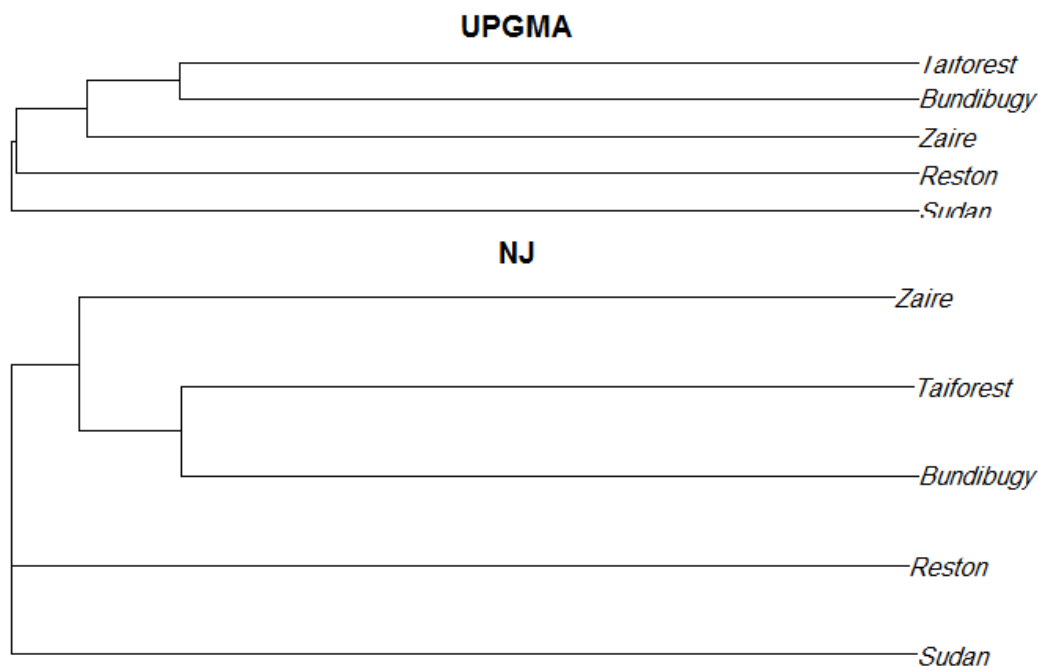 UPGMA
Taiforest
Bundibugy
Zaire
Reston
Sudan
NJ
Zaire
Taiforest
Bundibugy
Reston
Sudan